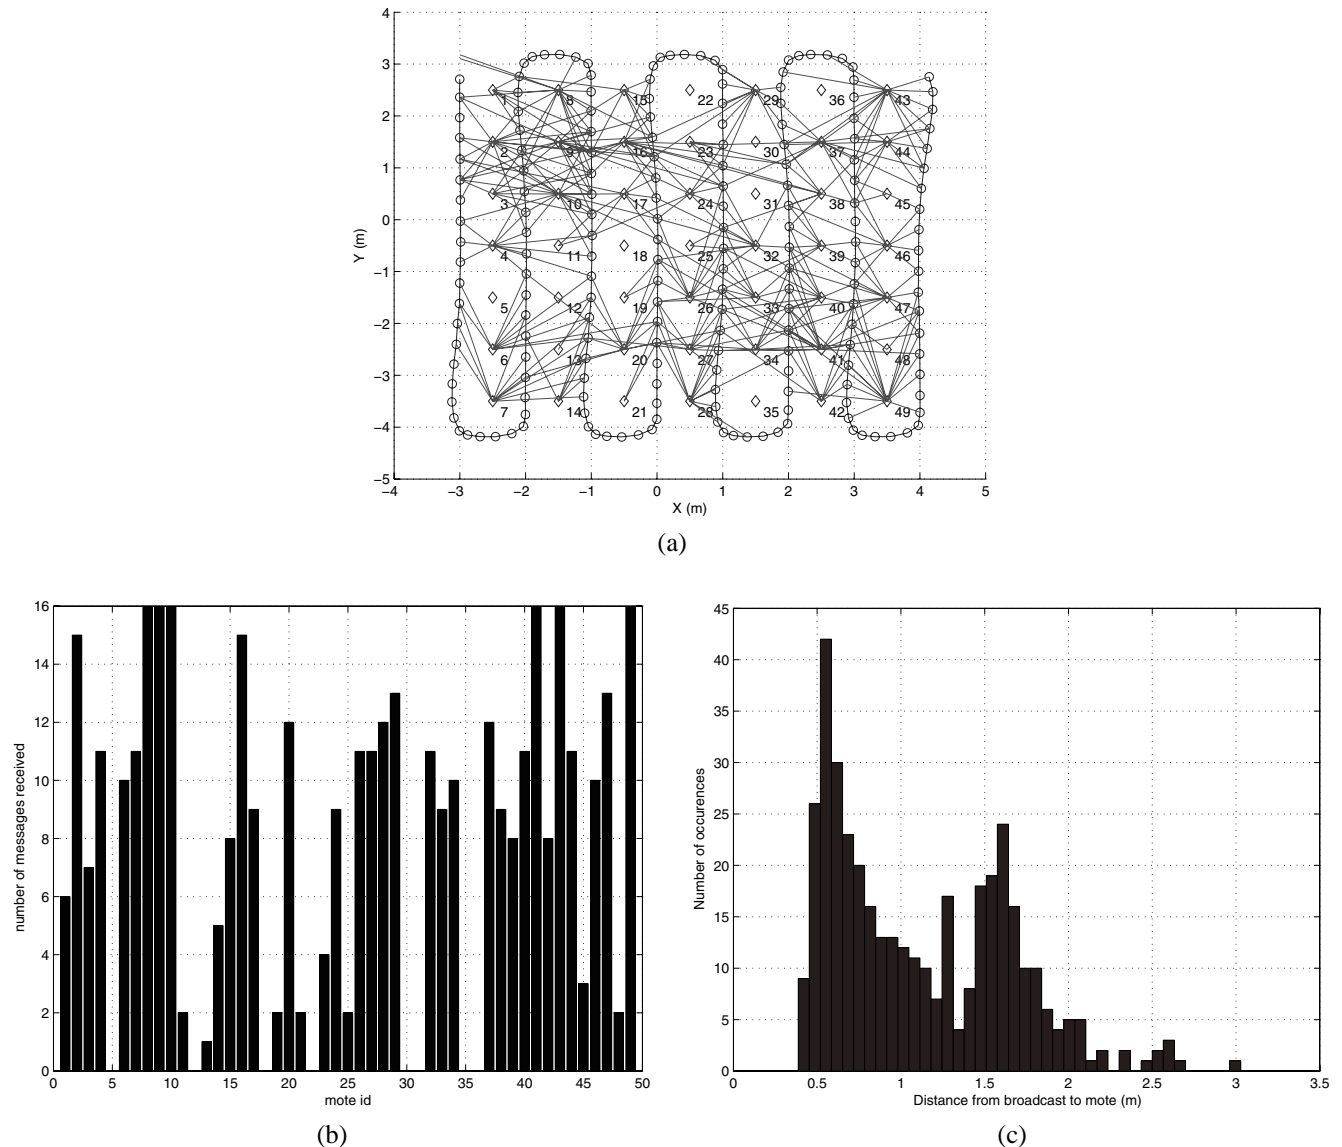 4
3
1 8 15 22 29 36 43
2
2 9 16 23 30 37 44
1
3 10 17 24 31 38 45
0
4 11 18 25 32 39 46
−1
5 12 19 26 33 40 47
−2
6 13 20 27 34 41 48
−3
7 14 21 28 35 42 49
−4
−5
−4 −3 −2 −1 0 1 2 3 4 5
Y (m)
X (m)
(a)
16
14
12
10
8
6
4
2
0
0 5 10 15 20 25 30 35 40 45 50
number of messages received
mote id
(b)
45
40
35
30
25
20
15
10
5
0
0 0.5 1 1.5 2 2.5 3 3.5
Number of occurences
Distance from broadcast to mote (m)
(c)